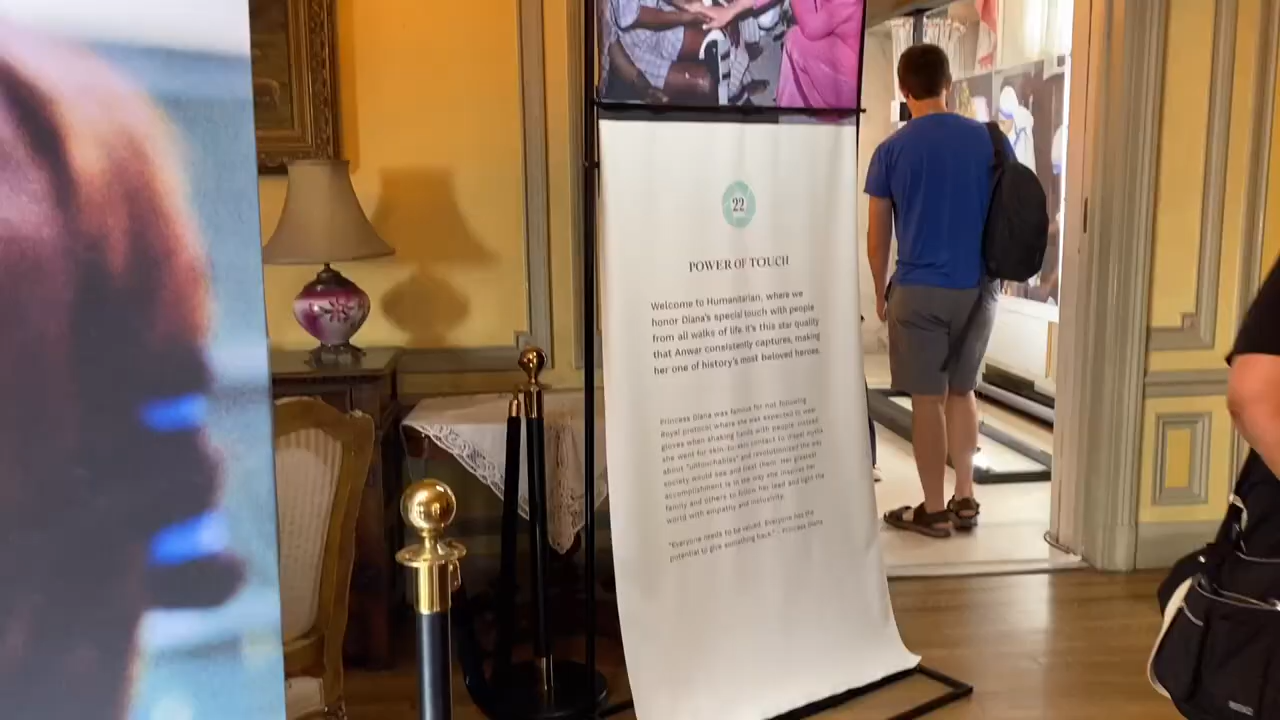 22
POWER OF TOUCH
Welcome to Humanitarian, where we
honor Diana's special touch with people
from all walks of life. It's this star quality
that Anwar consistently captures, making
her one of history's most beloved heroes.
Princess Diana was famous for not following
Royal protocol where she was expected to wear
gloves when shaking hands with people. Instead
she went for skin-to-skin contact to dispel myths
about "untouchables" and revolutionised the way
society would see and treat them. Her greatest
accomplishment is in the way she inspires her
family and others to follow her lead and light the
world with empathy and inclusivity.
"Everyone needs to be valued. Everyone has the
potential to give something back." - Princess Diana